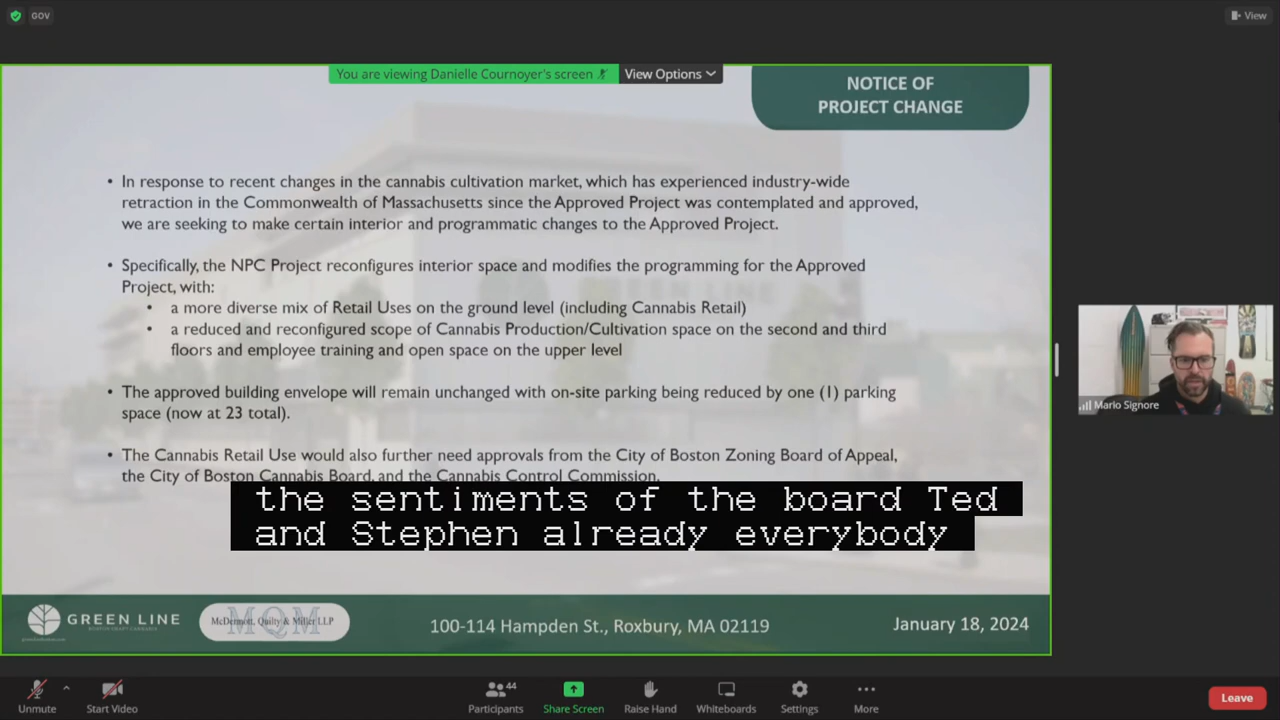 GOV
View
You are viewing Danielle Cournoyer's screen
View Options
NOTICE OF
PROJECT CHANGE
• In response to recent changes in the cannabis cultivation market, which has experienced industry-wide
retraction in the Commonwealth of Massachusetts since the Approved Project was contemplated and approved,
we are seeking to make certain interior and programmatic changes to the Approved Project.
• Specifically, the NPC Project reconfigures interior space and modifies the programming for the Approved
Project, with:
• a more diverse mix of Retail Uses on the ground level (including Cannabis Retail)
• a reduced and reconfigured scope of Cannabis Production/Cultivation space on the second and third
floors and employee training and open space on the upper level
• The approved building envelope will remain unchanged with on-site parking being reduced by one (1) parking
space (now at 23 total).
• The Cannabis Retail Use would also further need approvals from the City of Boston Zoning Board of Appeal,
the City of Boston Cannabis Board, and the Cannabis Control Commission.
the sentiments of the board Ted
and Stephen already everybody
Mario Signore
GREEN LINE
BOSTON CRAFT CANNABIS
MQM
McDermott, Quilty & Miller LLP
100-114 Hampden St., Roxbury, MA 02119
January 18, 2024
Unmute
Start Video
Participants
44
Share Screen
Raise Hand
Whiteboards
Settings
More
Leave